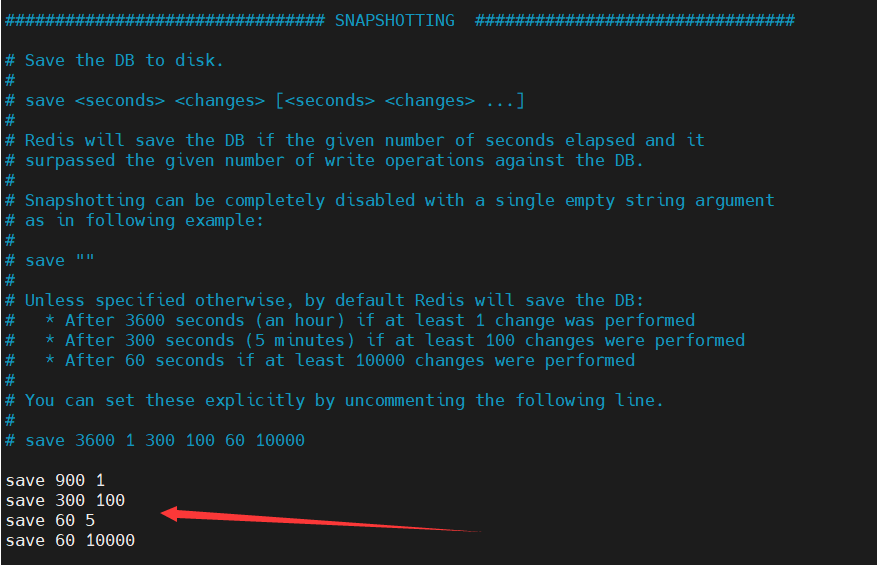 ################################ SNAPSHOTTING  ################################
# Save the DB to disk.
#
# save <seconds> <changes> [<seconds> <changes> ...]
#
# Redis will save the DB if the given number of seconds elapsed and it
# surpassed the given number of write operations against the DB.
#
# Snapshotting can be completely disabled with a single empty string argument
# as in following example:
#
# save ""
#
# Unless specified otherwise, by default Redis will save the DB:
#   * After 3600 seconds (an hour) if at least 1 change was performed
#   * After 300 seconds (5 minutes) if at least 100 changes were performed
#   * After 60 seconds if at least 10000 changes were performed
#
# You can set these explicitly by uncommenting the following line.
#
# save 3600 1 300 100 60 10000
save 900 1
save 300 100
save 60 5
save 60 10000